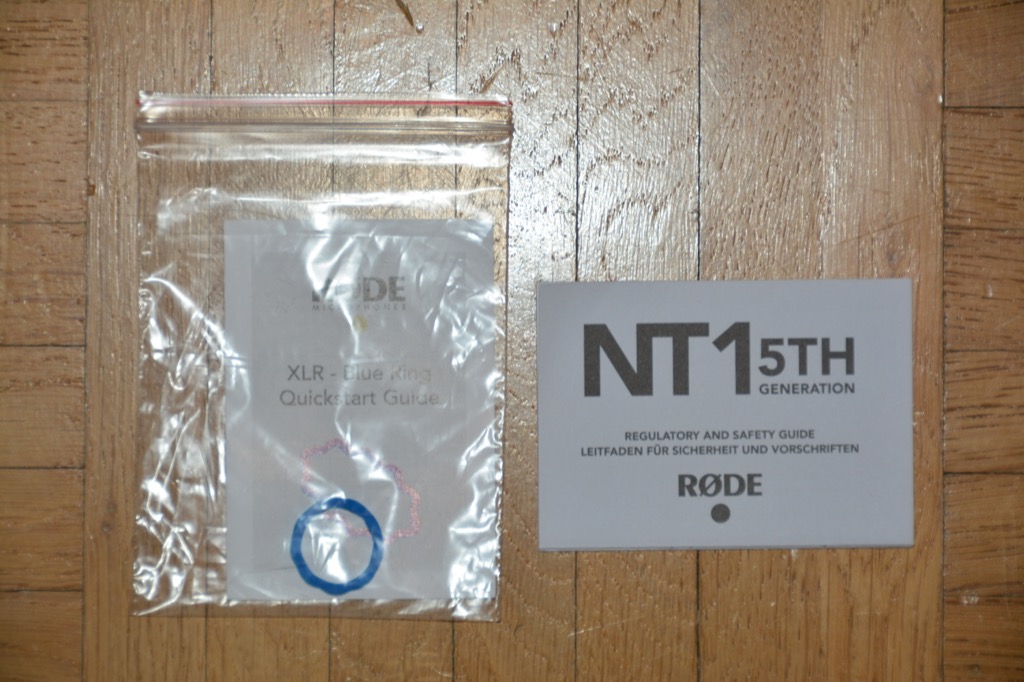 RØDE
MICROPHONES
XLR - Blue Ring
Quickstart Guide
NT1 5TH
GENERATION
REGULATORY AND SAFETY GUIDE
LEITFADEN FÜR SICHERHEIT UND VORSCHRIFTEN
RØDE